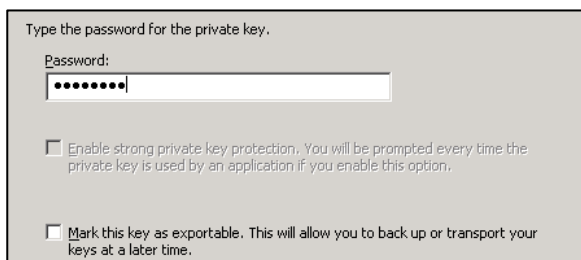 Type the password for the private key.
Password:
••••••••
Enable strong private key protection. You will be prompted every time the
private key is used by an application if you enable this option.
Mark this key as exportable. This will allow you to back up or transport your
keys at a later time.